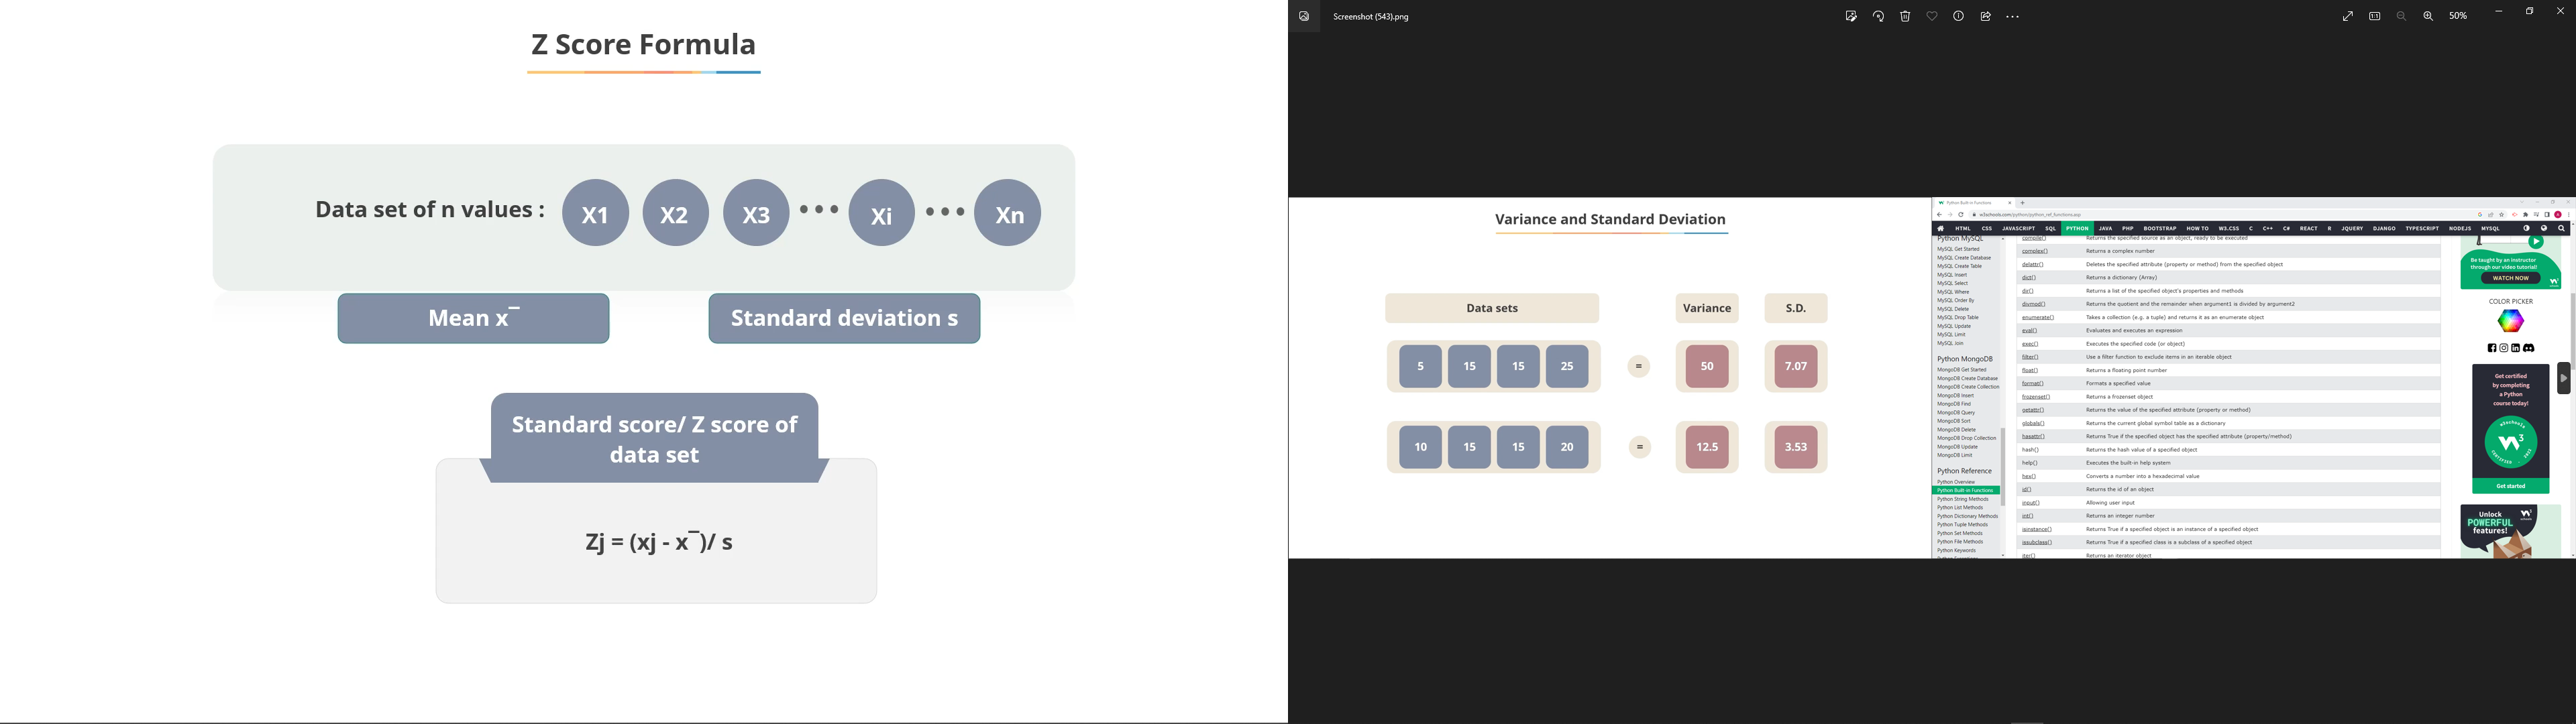 Z Score Formula
Data set of n values :
X1
X2
X3
Xi
Xn
Mean x¯
Standard deviation s
Standard score/ Z score of
data set
Zj = (xj - x¯)/ s
Screenshot (543).png
50%
Variance and Standard Deviation
Data sets
Variance
S.D.
5 15 15 25 = 50 7.07
10 15 15 20 = 12.5 3.53
Python Built-in Functions
w3schools.com/python/python_ref_functions.asp
HTML CSS JAVASCRIPT SQL PYTHON JAVA PHP BOOTSTRAP HOW TO W3.CSS C C++ C# REACT R JQUERY DJANGO TYPESCRIPT NODEJS MYSQL
Python MySQL
MySQL Get Started
MySQL Create Database
MySQL Create Table
MySQL Insert
MySQL Select
MySQL Where
MySQL Order By
MySQL Delete
MySQL Drop Table
MySQL Update
MySQL Limit
MySQL Join
Python MongoDB
MongoDB Get Started
MongoDB Create Database
MongoDB Create Collection
MongoDB Insert
MongoDB Find
MongoDB Query
MongoDB Sort
MongoDB Delete
MongoDB Drop Collection
MongoDB Update
MongoDB Limit
Python Reference
Python Overview
Python Built-in Functions
Python String Methods
Python List Methods
Python Dictionary Methods
Python Tuple Methods
Python Set Methods
Python File Methods
Python Keywords
compile() Returns the specified source as an object, ready to be executed
complex() Returns a complex number
delattr() Deletes the specified attribute (property or method) from the specified object
dict() Returns a dictionary (Array)
dir() Returns a list of the specified object's properties and methods
divmod() Returns the quotient and the remainder when argument1 is divided by argument2
enumerate() Takes a collection (e.g. a tuple) and returns it as an enumerate object
eval() Evaluates and executes an expression
exec() Executes the specified code (or object)
filter() Use a filter function to exclude items in an iterable object
float() Returns a floating point number
format() Formats a specified value
frozenset() Returns a frozenset object
getattr() Returns the value of the specified attribute (property or method)
globals() Returns the current global symbol table as a dictionary
hasattr() Returns True if the specified object has the specified attribute (property/method)
hash() Returns the hash value of a specified object
help() Executes the built-in help system
hex() Converts a number into a hexadecimal value
id() Returns the id of an object
input() Allowing user input
int() Returns an integer number
isinstance() Returns True if a specified object is an instance of a specified object
issubclass() Returns True if a specified class is a subclass of a specified object
iter() Returns an iterator object
Be taught by an instructor
through our video tutorial!
WATCH NOW
COLOR PICKER
Get certified
by completing
a Python
course today!
Get started
Unlock
POWERFUL
features!